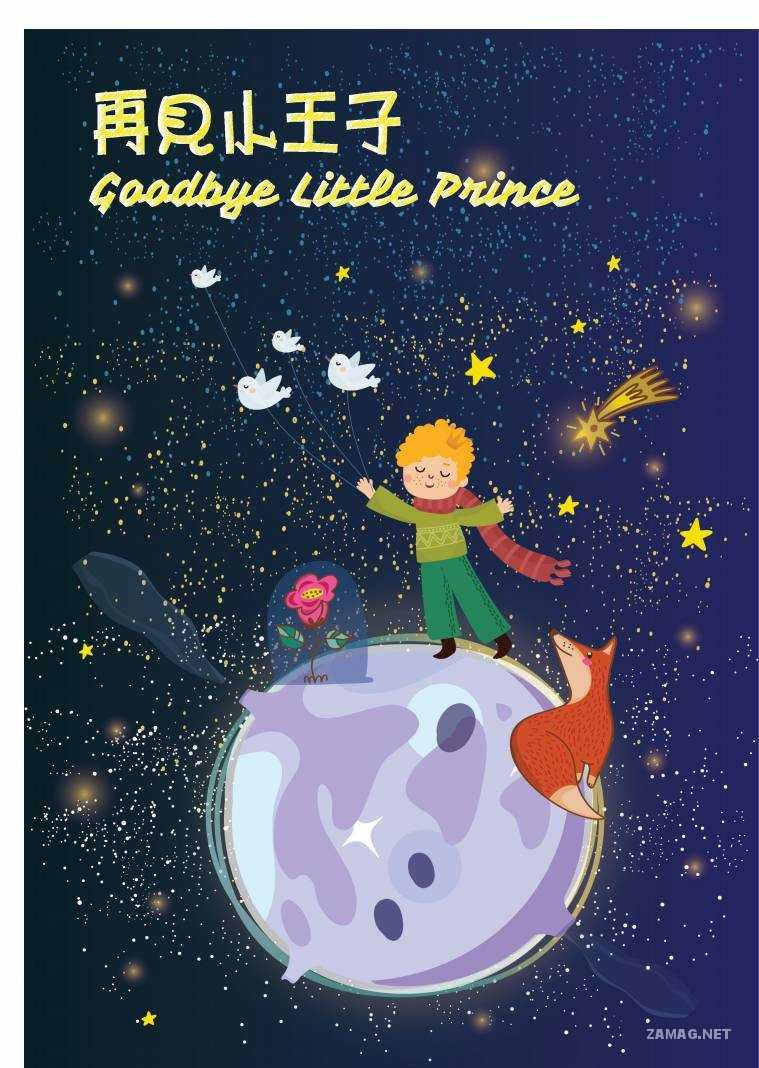 再见小王子
Goodbye Little Prince
ZAMAG.NET